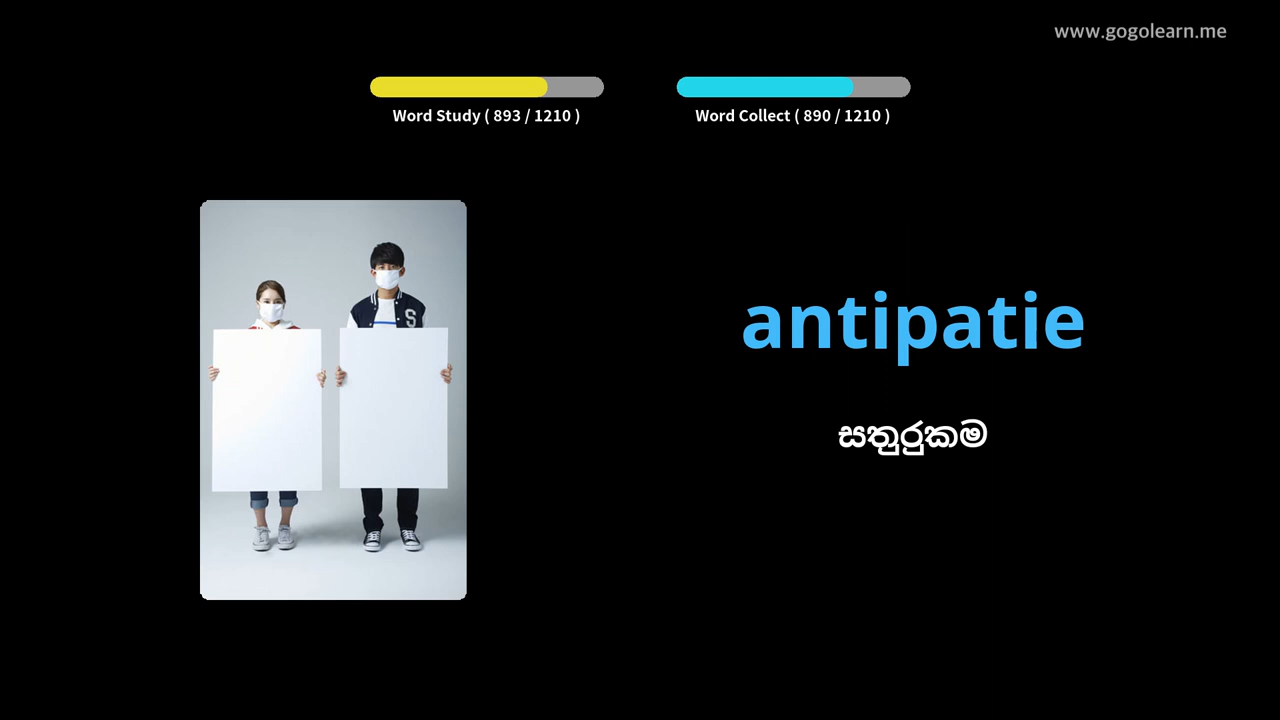 www.gogolearn.me
Word Study ( 893 / 1210 )
Word Collect ( 890 / 1210 )
S
antipatie
සතුරුකම